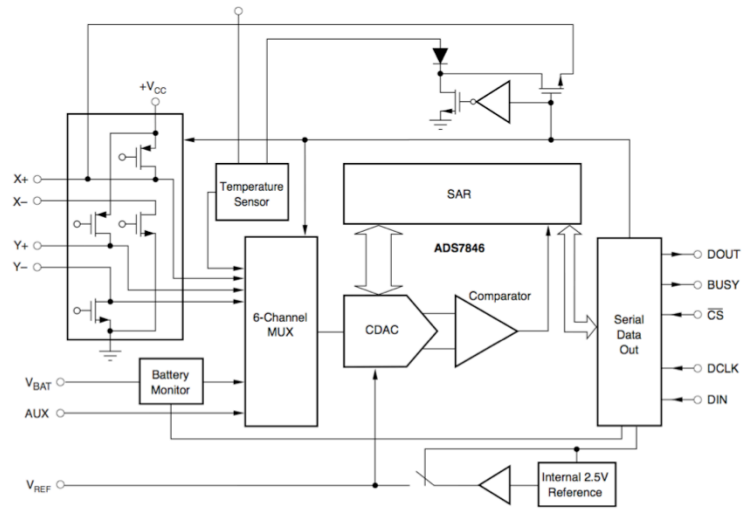 +VCC
X+
X−
Y+
Y−
Temperature
Sensor
SAR
ADS7846
6-Channel
MUX
CDAC
Comparator
Serial
Data
Out
DOUT
BUSY
C̅S̅
DCLK
DIN
VBAT
Battery
Monitor
AUX
VREF
Internal 2.5V
Reference